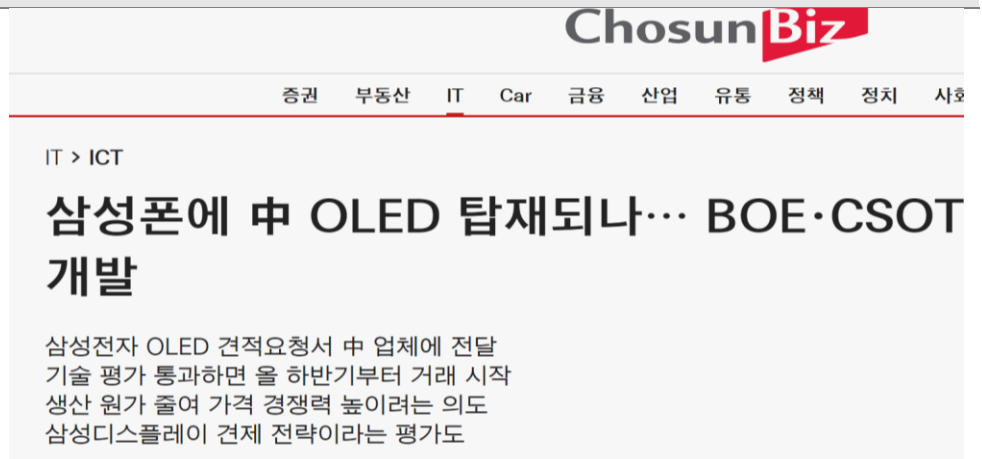 ChosunBiz
증권 부동산 IT Car 금융 산업 유통 정책 정치
IT > ICT
삼성폰에 中 OLED 탑재되나… BOE·CSOT
개발
삼성전자 OLED 견적요청서 中 업체에 전달
기술 평가 통과하면 올 하반기부터 거래 시작
생산 원가 줄여 가격 경쟁력 높이려는 의도
삼성디스플레이 견제 전략이라는 평가도